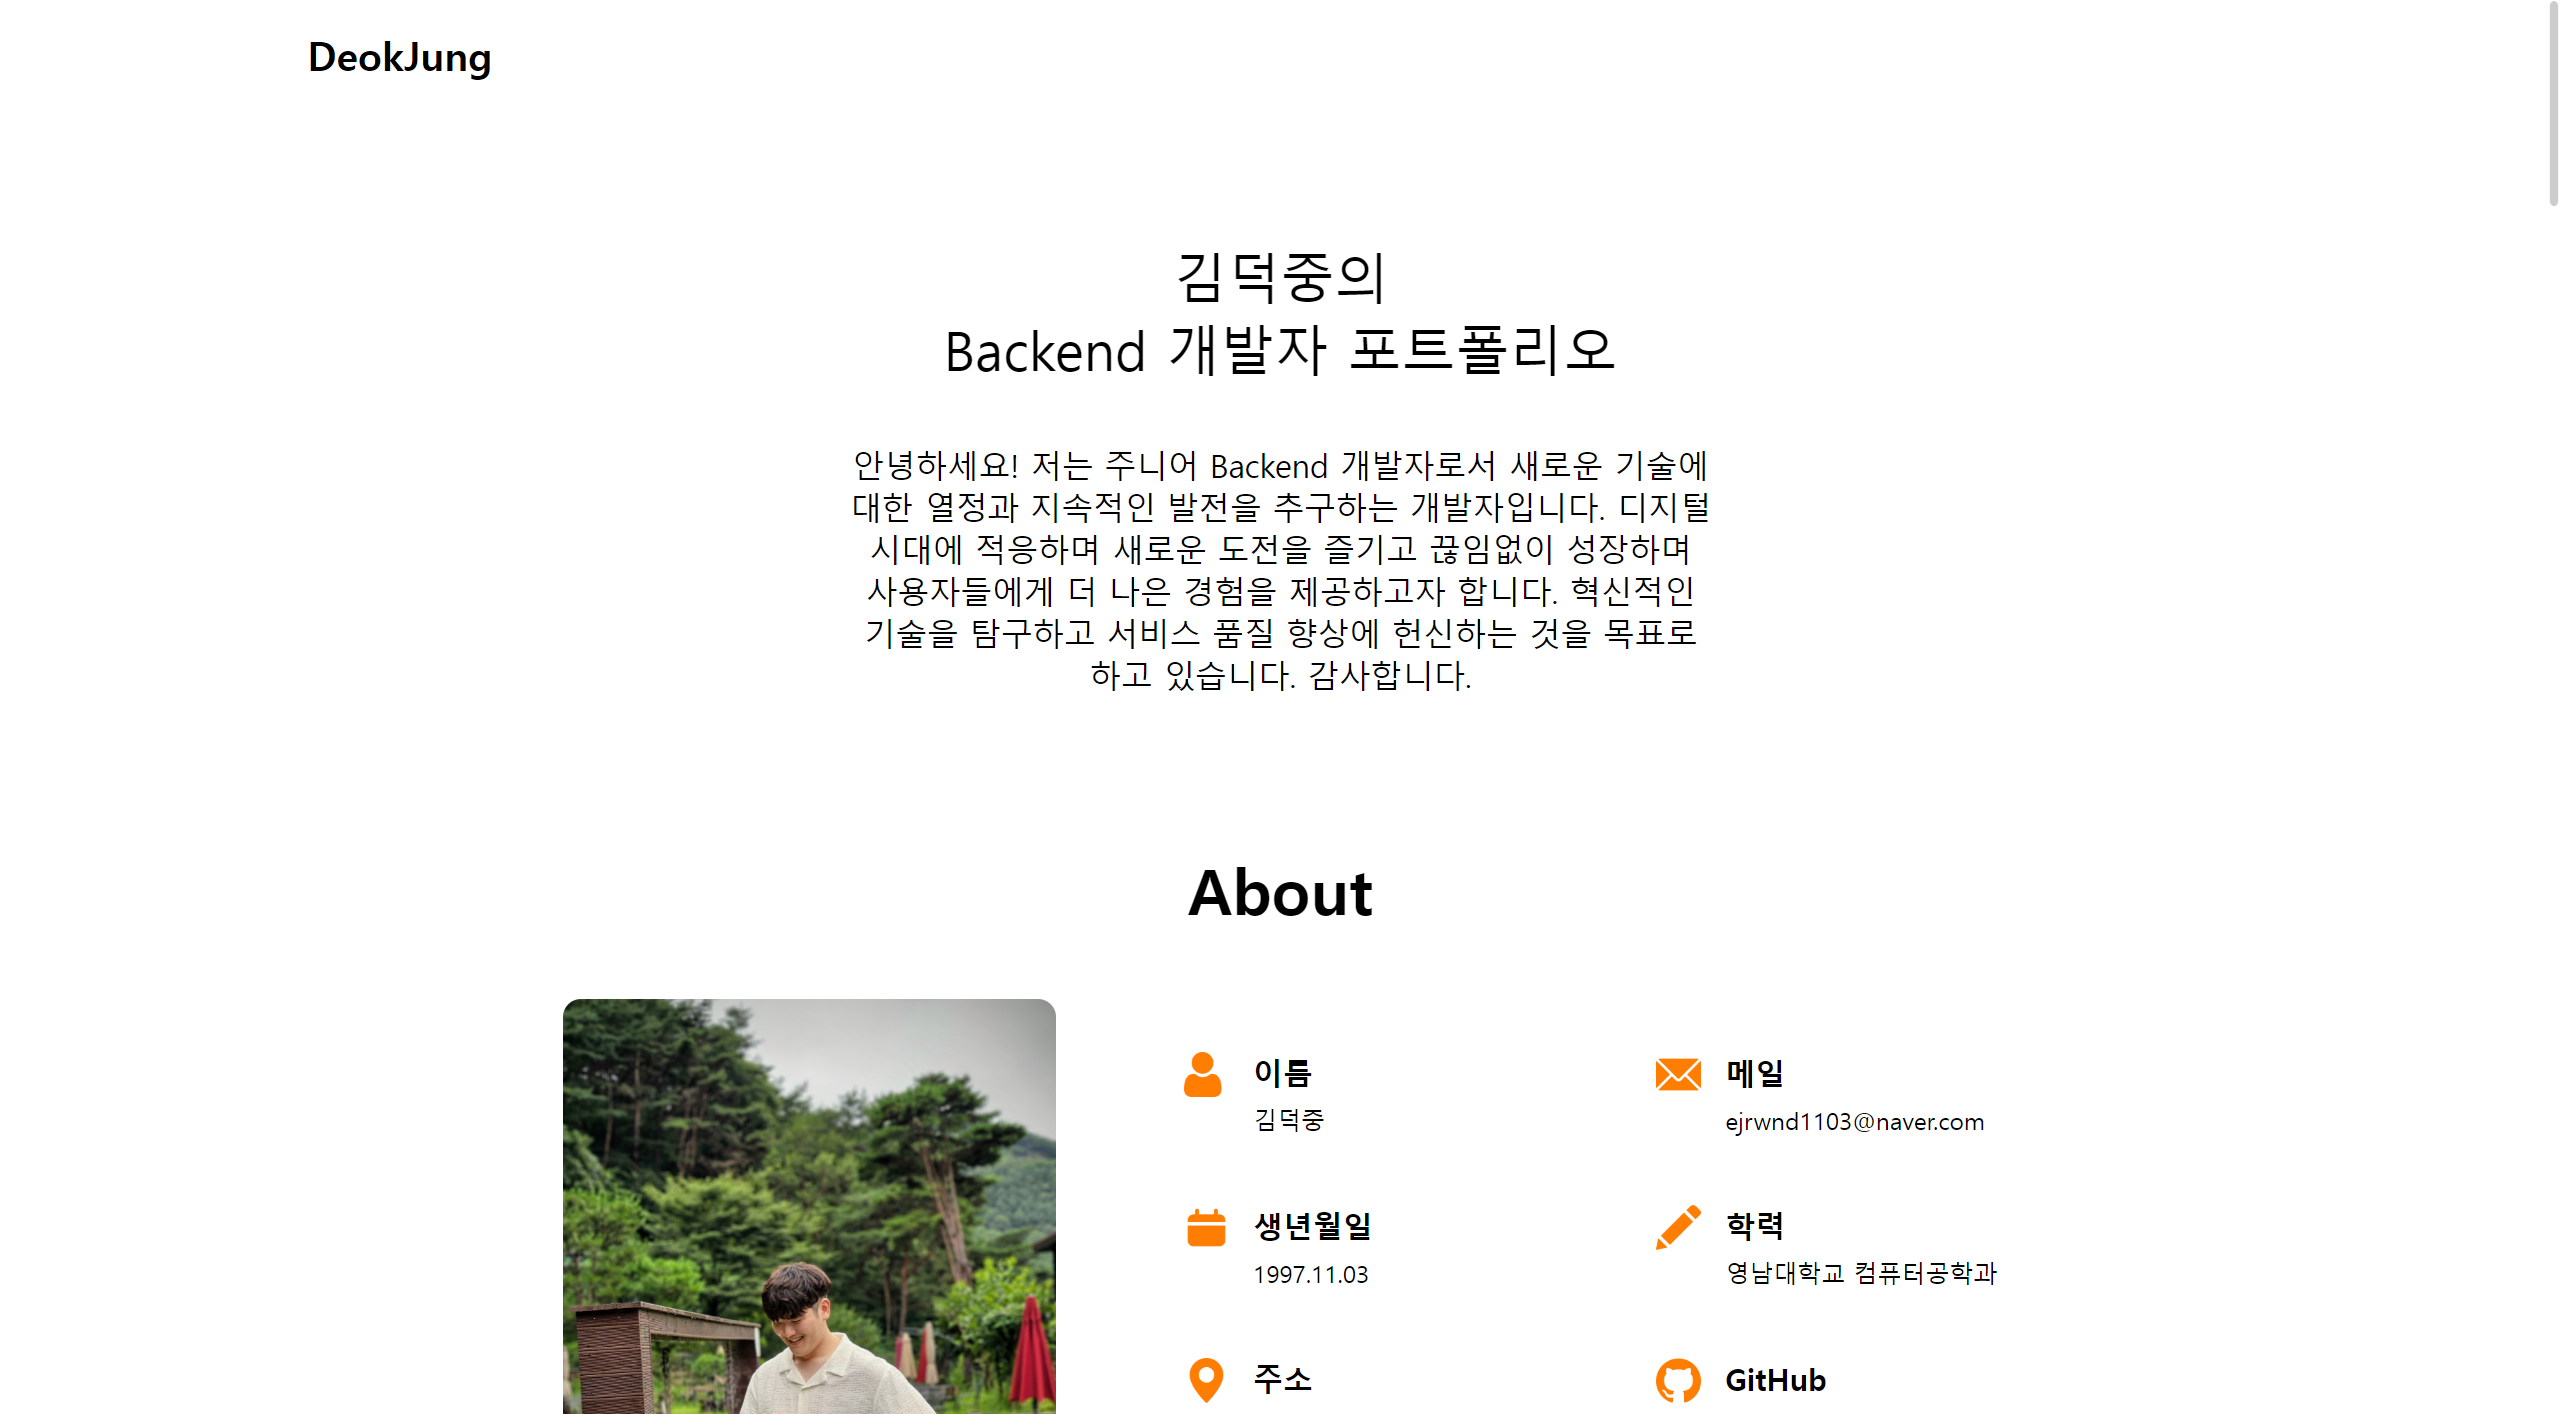 DeokJung
김덕중의
Backend 개발자 포트폴리오
안녕하세요! 저는 주니어 Backend 개발자로서 새로운 기술에
대한 열정과 지속적인 발전을 추구하는 개발자입니다. 디지털
시대에 적응하며 새로운 도전을 즐기고 끊임없이 성장하며
사용자들에게 더 나은 경험을 제공하고자 합니다. 혁신적인
기술을 탐구하고 서비스 품질 향상에 헌신하는 것을 목표로
하고 있습니다. 감사합니다.
About
이름
김덕중
메일
ejrwnd1103@naver.com
생년월일
1997.11.03
학력
영남대학교 컴퓨터공학과
주소
GitHub